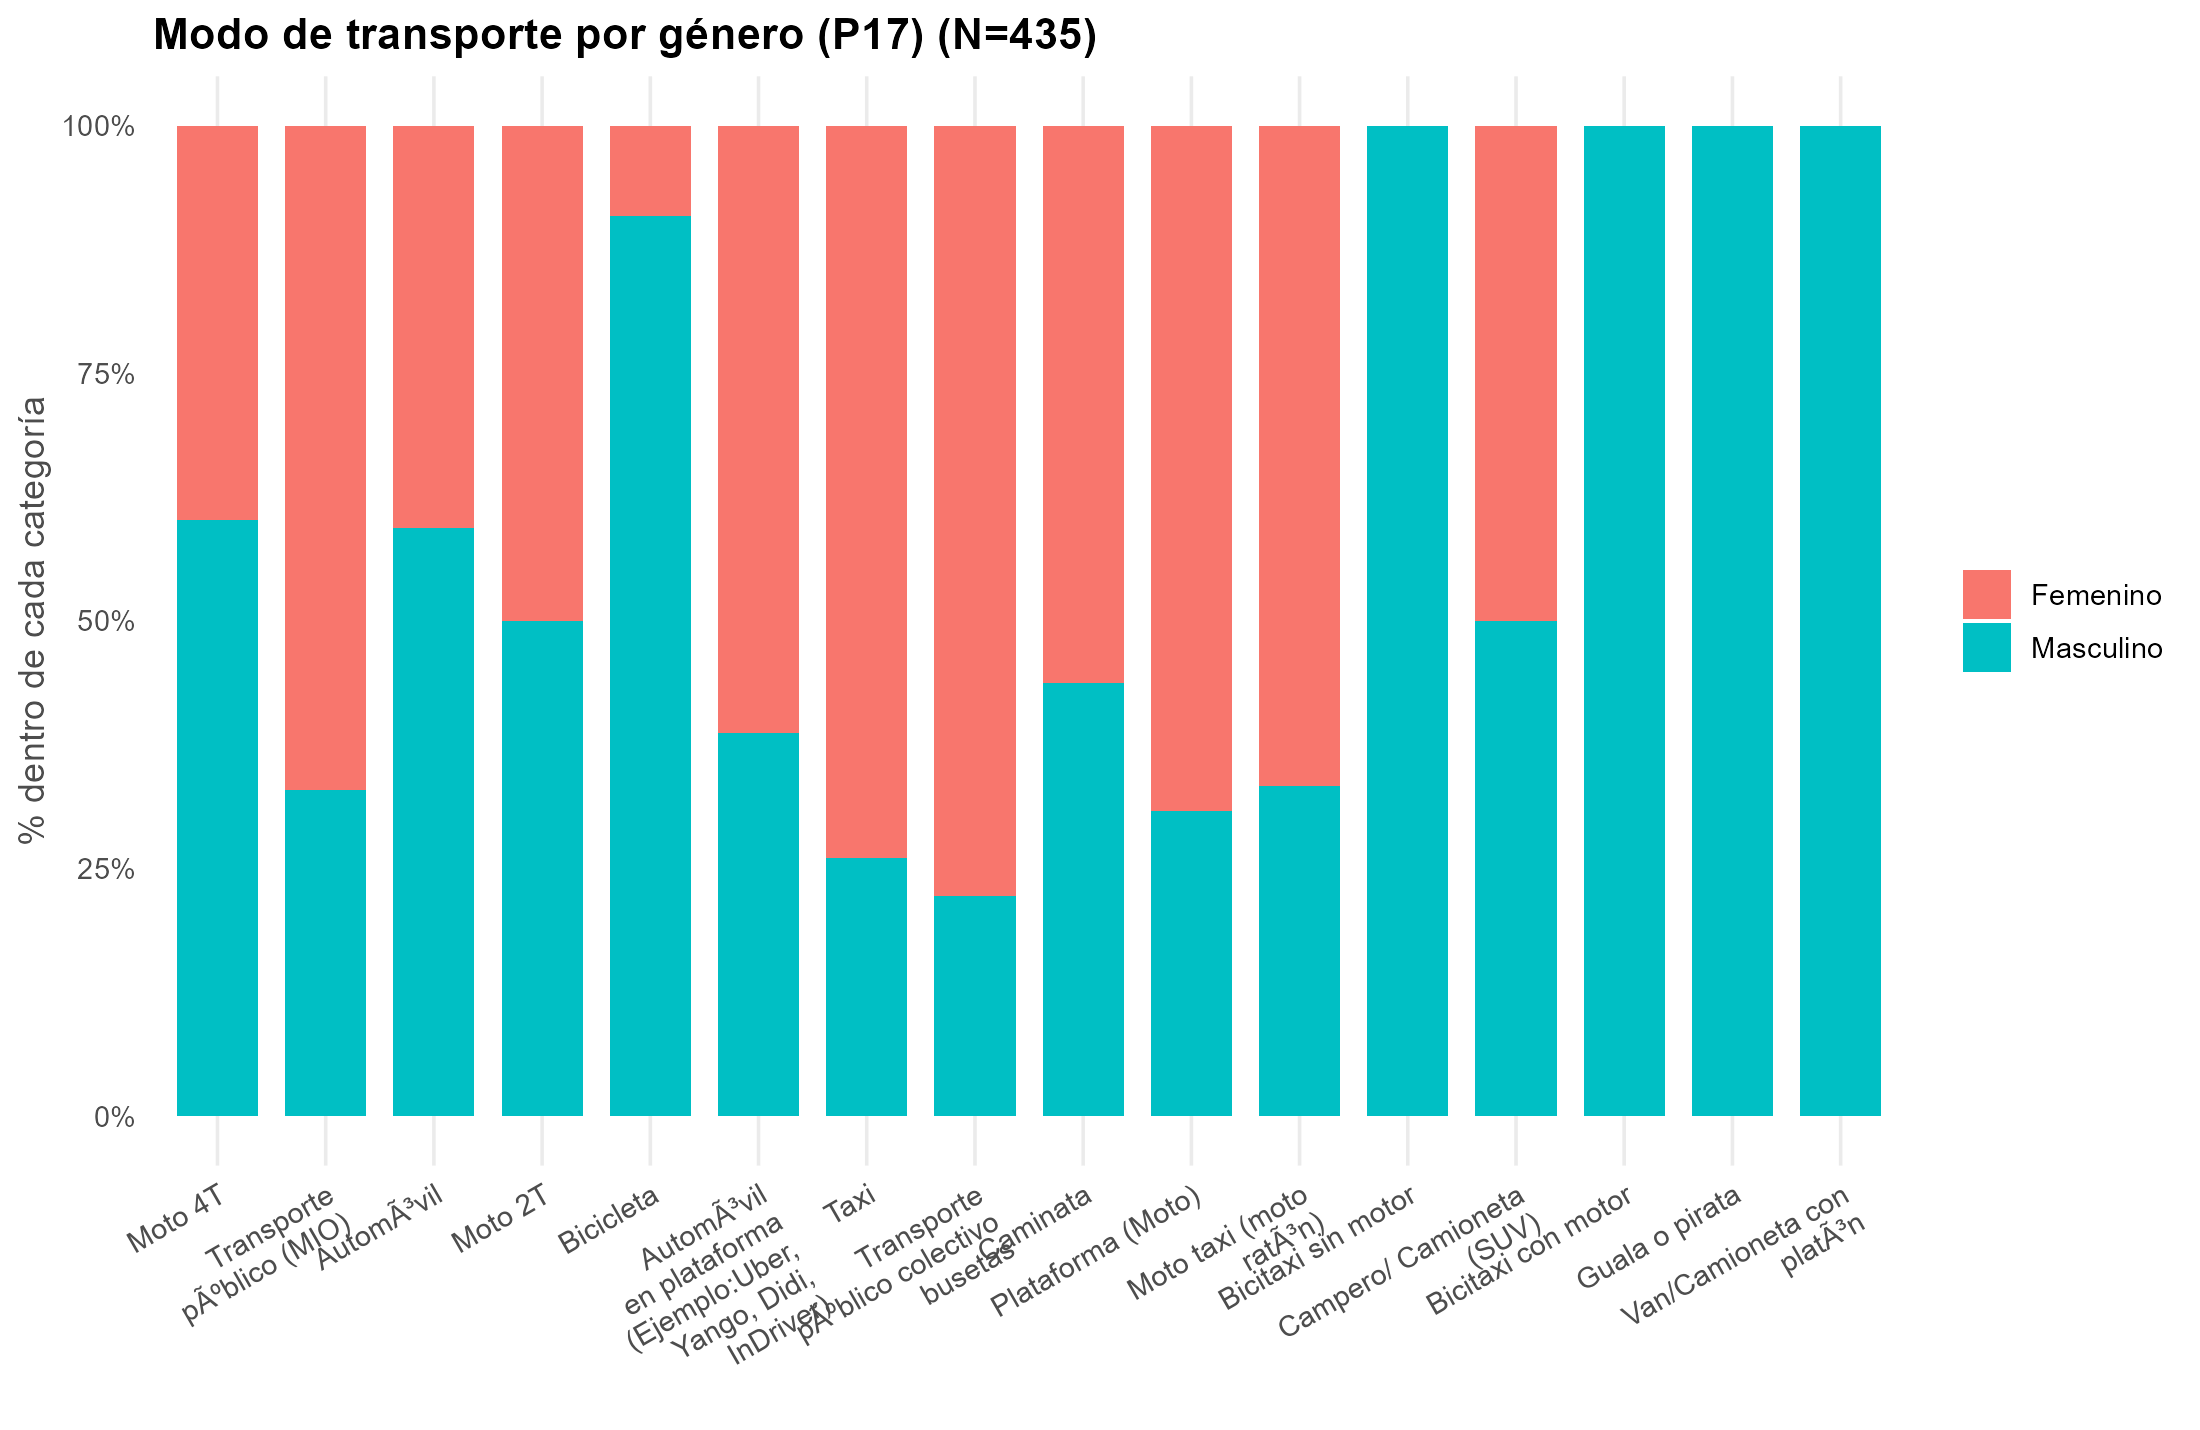 Modo de transporte por género (P17) (N=435)
% dentro de cada categoría
100%
75%
50%
25%
0%
Moto 4T
Transporte
pÃºblico (MIO)
AutomÃ³vil
Moto 2T
Bicicleta
AutomÃ³vil
en plataforma
(Ejemplo:Uber,
Yango, Didi,
InDriver)
Taxi
Transporte
pÃºblico colectivo
busetas
Caminata
Plataforma (Moto)
Moto taxi (moto
ratÃ³n)
Bicitaxi sin motor
Campero/ Camioneta
(SUV)
Bicitaxi con motor
Guala o pirata
Van/Camioneta con
platÃ³n
Femenino
Masculino